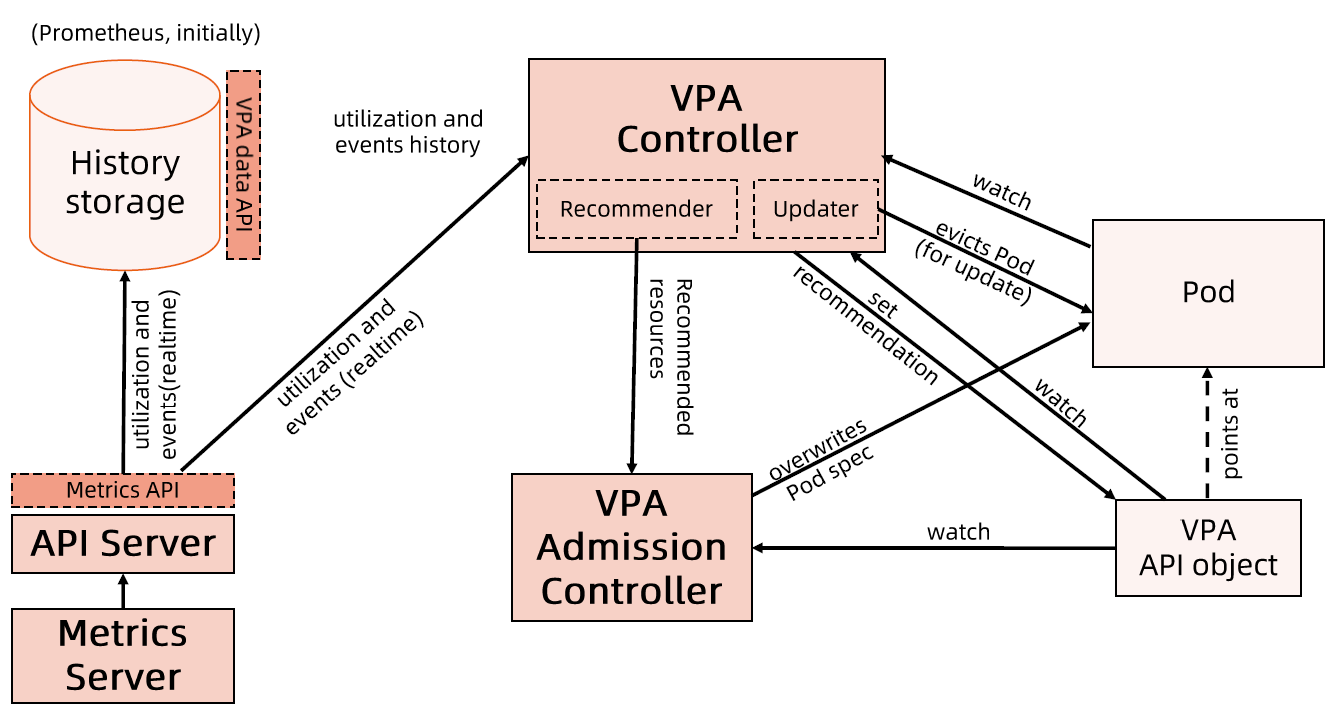 (Prometheus, initially)
History
storage
VPA data API
utilization and
events(realtime)
Metrics API
API Server
Metrics
Server
utilization and
events history
utilization and
events (realtime)
VPA
Controller
Recommender
Updater
Recommended
resources
set
recommendation
watch
evicts Pod
(for update)
Pod
watch
overwrites
Pod spec
points at
VPA
Admission
Controller
watch
VPA
API object